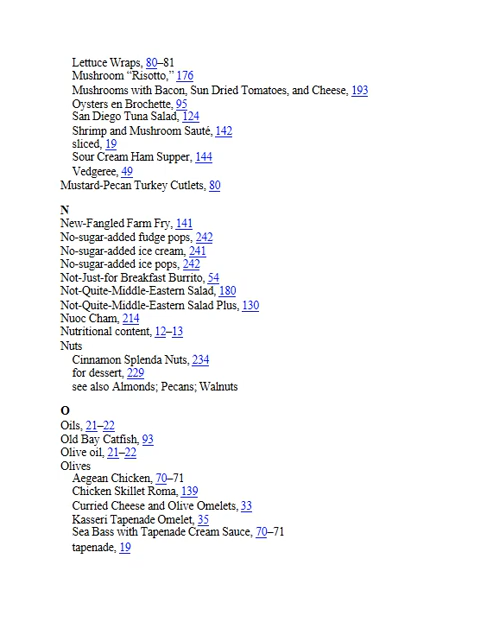 Lettuce Wraps, 80–81
Mushroom “Risotto,” 176
Mushrooms with Bacon, Sun Dried Tomatoes, and Cheese, 193
Oysters en Brochette, 95
San Diego Tuna Salad, 124
Shrimp and Mushroom Sauté, 142
sliced, 19
Sour Cream Ham Supper, 144
Vedgeree, 49
Mustard-Pecan Turkey Cutlets, 80
N
New-Fangled Farm Fry, 141
No-sugar-added fudge pops, 242
No-sugar-added ice cream, 241
No-sugar-added ice pops, 242
Not-Just-for Breakfast Burrito, 54
Not-Quite-Middle-Eastern Salad, 180
Not-Quite-Middle-Eastern Salad Plus, 130
Nuoc Cham, 214
Nutritional content, 12–13
Nuts
Cinnamon Splenda Nuts, 234
for dessert, 229
see also Almonds; Pecans; Walnuts
O
Oils, 21–22
Old Bay Catfish, 93
Olive oil, 21–22
Olives
Aegean Chicken, 70–71
Chicken Skillet Roma, 139
Curried Cheese and Olive Omelets, 33
Kasseri Tapenade Omelet, 35
Sea Bass with Tapenade Cream Sauce, 70–71
tapenade, 19